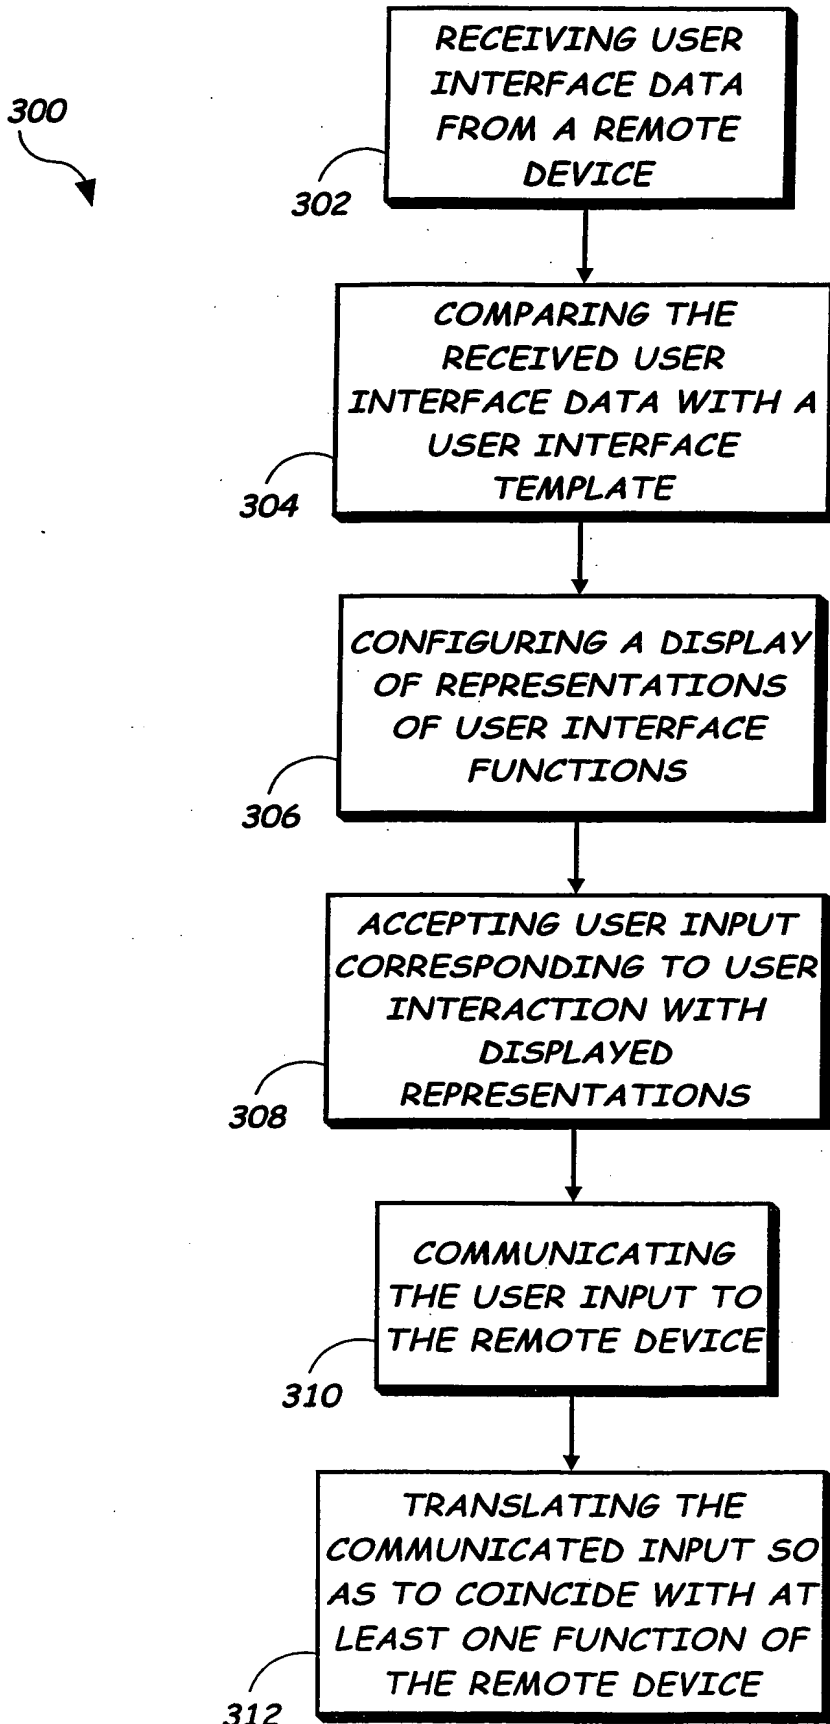 300
RECEIVING USER
INTERFACE DATA
FROM A REMOTE
DEVICE
302
COMPARING THE
RECEIVED USER
INTERFACE DATA WITH A
USER INTERFACE
TEMPLATE
304
CONFIGURING A DISPLAY
OF REPRESENTATIONS
OF USER INTERFACE
FUNCTIONS
306
ACCEPTING USER INPUT
CORRESPONDING TO USER
INTERACTION WITH
DISPLAYED
REPRESENTATIONS
308
COMMUNICATING
THE USER INPUT TO
THE REMOTE DEVICE
310
TRANSLATING THE
COMMUNICATED INPUT SO
AS TO COINCIDE WITH AT
LEAST ONE FUNCTION OF
THE REMOTE DEVICE
312